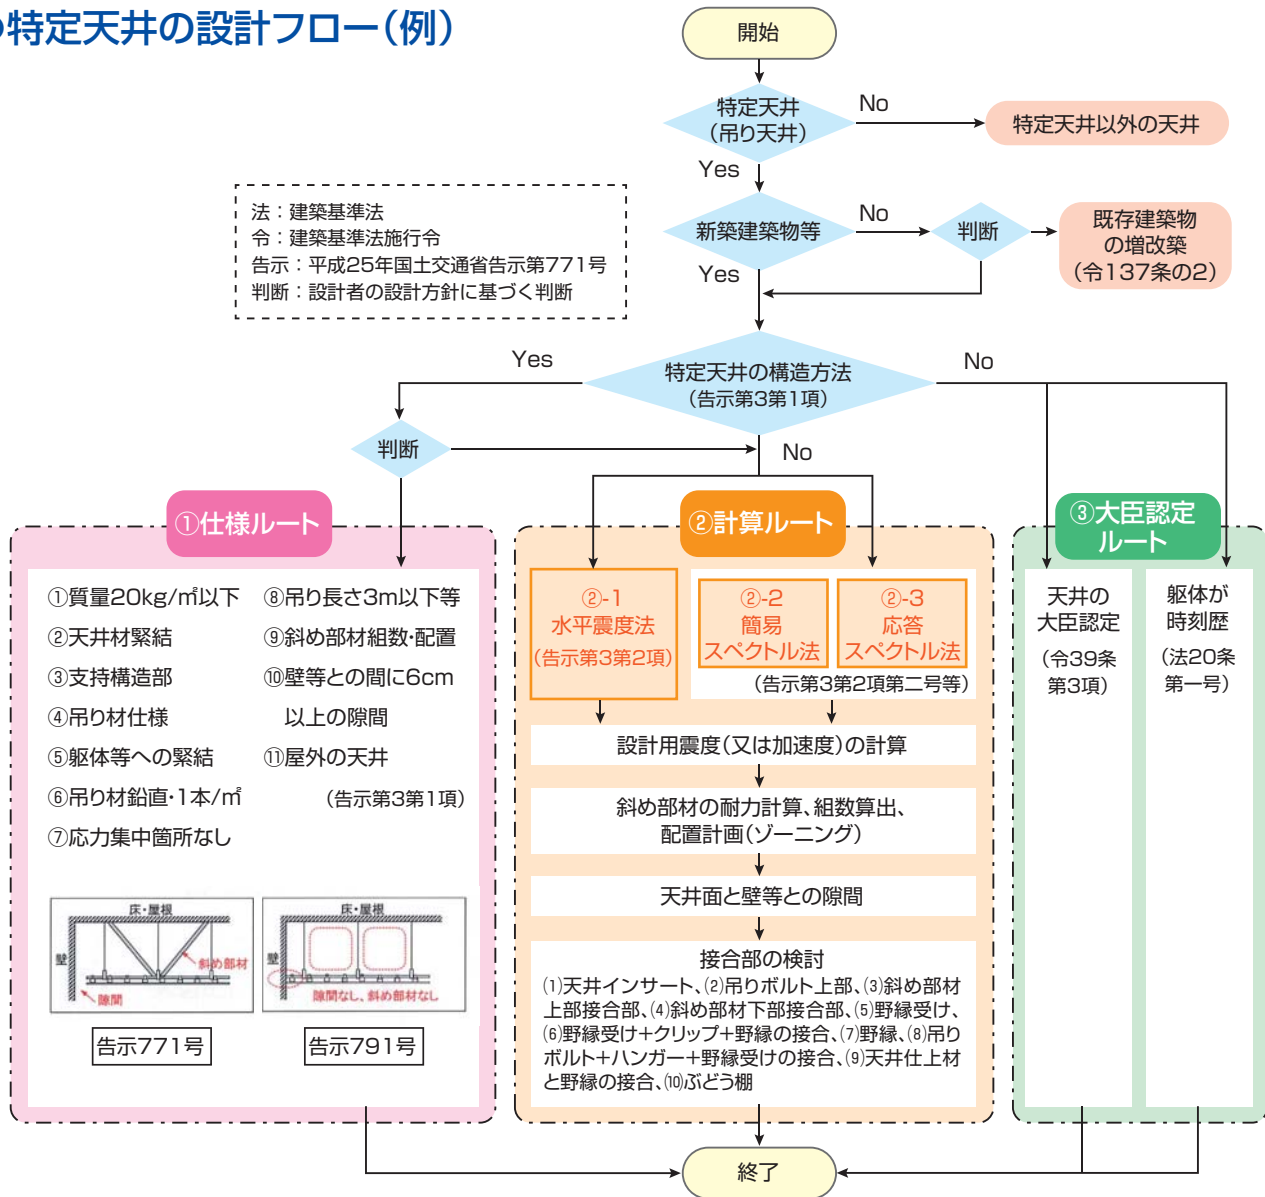 特定天井の設計フロー(例)
開始
特定天井
(吊り天井)
No
特定天井以外の天井
Yes
法：建築基準法
令：建築基準法施行令
告示：平成25年国土交通省告示第771号
判断：設計者の設計方針に基づく判断
新築建築物等
No
判断
既存建築物
の増改築
(令137条の2)
Yes
特定天井の構造方法
(告示第3第1項)
Yes
No
判断
No
①仕様ルート
①質量20kg/㎡以下
②天井材緊結
③支持構造部
④吊り材仕様
⑤躯体等への緊結
⑥吊り材鉛直・1本/㎡
⑦応力集中箇所なし
⑧吊り長さ3m以下等
⑨斜め部材組数・配置
⑩壁等との間に6cm
以上の隙間
⑪屋外の天井
(告示第3第1項)
床・屋根
壁
斜め部材
隙間
告示771号
床・屋根
壁
隙間なし、斜め部材なし
告示791号
②計算ルート
②-1
水平震度法
(告示第3第2項)
②-2
簡易
スペクトル法
②-3
応答
スペクトル法
(告示第3第2項第二号等)
設計用震度(又は加速度)の計算
斜め部材の耐力計算、組数算出、
配置計画(ゾーニング)
天井面と壁等との隙間
接合部の検討
⑴天井インサート、⑵吊りボルト上部、⑶斜め部材
上部接合部、⑷斜め部材下部接合部、⑸野縁受け、
⑹野縁受け＋クリップ＋野縁の接合、⑺野縁、⑻吊り
ボルト＋ハンガー＋野縁受けの接合、⑼天井仕上材
と野縁の接合、⑽ぶどう棚
③大臣認定
ルート
天井の
大臣認定
(令39条
第3項)
躯体が
時刻歴
(法20条
第一号)
終了